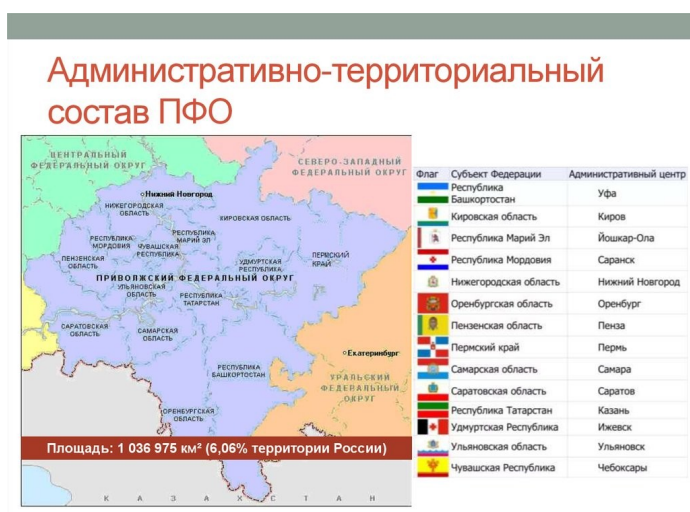 Административно-территориальный
состав ПФО
ЦЕНТРАЛЬНЫЙ
ФЕДЕРАЛЬНЫЙ ОКРУГ
СЕВЕРО-ЗАПАДНЫЙ
ФЕДЕРАЛЬНЫЙ ОКРУГ
Нижний Новгород
НИЖЕГОРОДСКАЯ
ОБЛАСТЬ
КИРОВСКАЯ ОБЛАСТЬ
РЕСПУБЛИКА
МАРИЙ ЭЛ
РЕСПУБЛИКА
МОРДОВИЯ
ЧУВАШСКАЯ
РЕСПУБЛИКА
ПЕНЗЕНСКАЯ
ОБЛАСТЬ
УДМУРТСКАЯ
РЕСПУБЛИКА
ПЕРМСКИЙ
КРАЙ
ПРИВОЛЖСКИЙ ФЕДЕРАЛЬНЫЙ ОКРУГ
УЛЬЯНОВСКАЯ
ОБЛАСТЬ
РЕСПУБЛИКА
ТАТАРСТАН
САРАТОВСКАЯ
ОБЛАСТЬ
САМАРСКАЯ
ОБЛАСТЬ
Екатеринбург
РЕСПУБЛИКА
БАШКОРТОСТАН
УРАЛЬСКИЙ
ФЕДЕРАЛЬНЫЙ
ОКРУГ
ОРЕНБУРГСКАЯ
ОБЛАСТЬ
Площадь: 1 036 975 км² (6,06% территории России)
КАЗАХСТАН
Флаг Субъект Федерации Административный центр
Республика
Башкортостан Уфа
Кировская область Киров
Республика Марий Эл Йошкар-Ола
Республика Мордовия Саранск
Нижегородская область Нижний Новгород
Оренбургская область Оренбург
Пензенская область Пенза
Пермский край Пермь
Самарская область Самара
Саратовская область Саратов
Республика Татарстан Казань
Удмуртская Республика Ижевск
Ульяновская область Ульяновск
Чувашская Республика Чебоксары